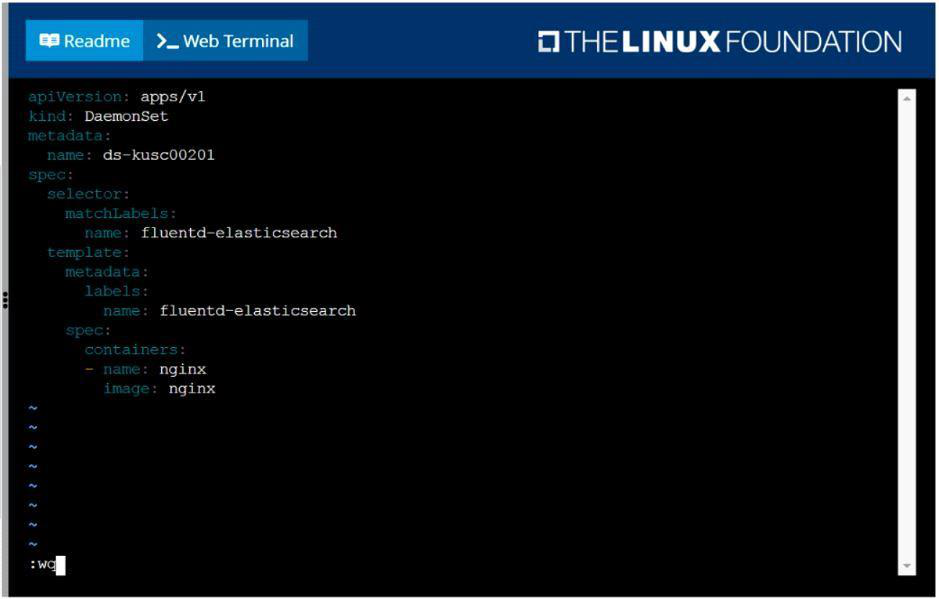 Readme >_ Web Terminal THE LINUX FOUNDATION
apiVersion: apps/v1
kind: DaemonSet
metadata:
  name: ds-kusc00201
spec:
  selector:
    matchLabels:
      name: fluentd-elasticsearch
  template:
    metadata:
      labels:
        name: fluentd-elasticsearch
    spec:
      containers:
      - name: nginx
        image: nginx
~
~
~
~
~
~
~
~
:wq